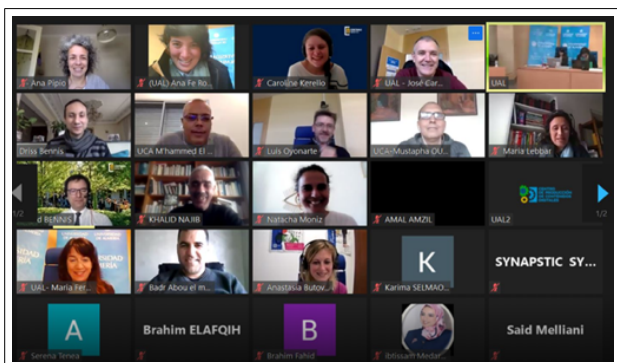 Ana Pipio
(UAL) Ana Fe Ro...
Caroline Kerello
UAL - José Car...
UAL
Driss Bennis
UCA M'hammed El ...
Luis Oyonarte
UCA-Mustapha OU...
Maria Lebbar
1/2
d BENNIS
KHALID NAJIB
Natacha Moniz
AMAL AMZIL
UAL2
1/2
UAL- Maria Fer...
Badr Abou el m...
Anastasia Butov...
K
Karima SELMAO...
SYNAPSTIC SY...
A
Serena Tenea
Brahim ELAFQIH
B
Brahim Fahid
ibtissam Medar...
Said Melliani